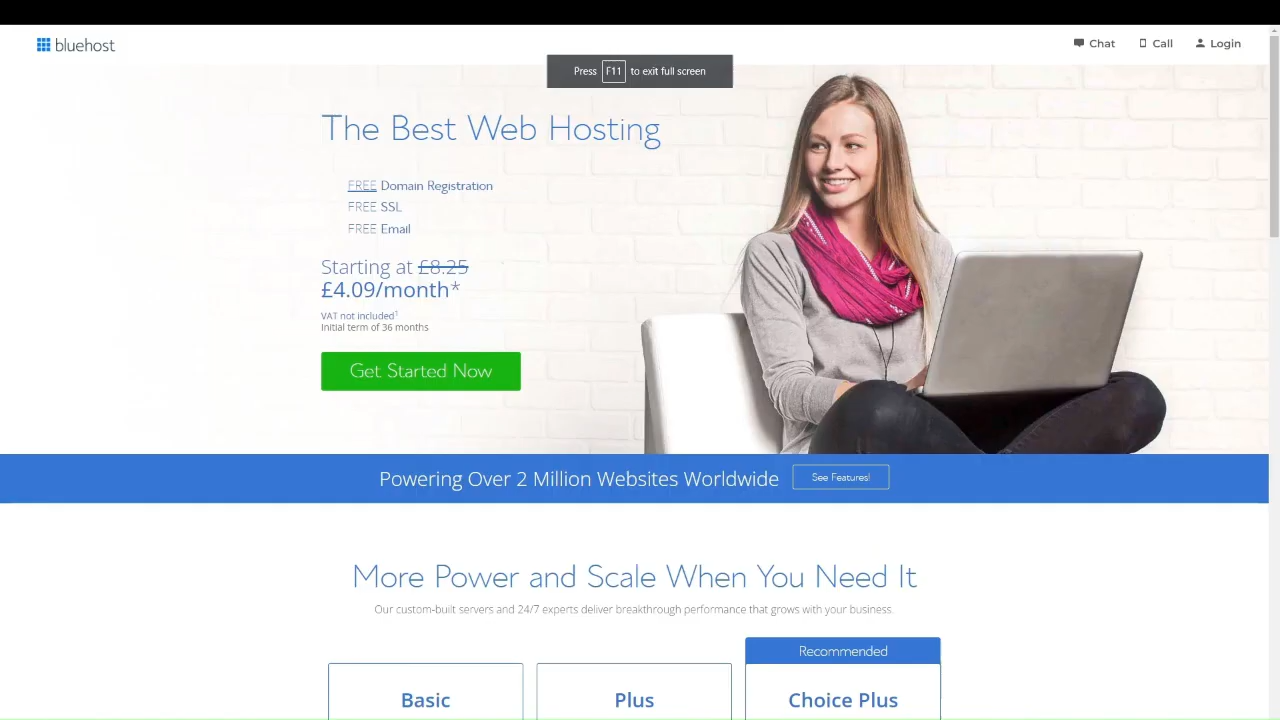 bluehost
Chat
Call
Login
Press F11 to exit full screen
The Best Web Hosting
FREE Domain Registration
FREE SSL
FREE Email
Starting at £8.25
£4.09/month*
VAT not included¹
Initial term of 36 months
Get Started Now
Powering Over 2 Million Websites Worldwide
See Features!
More Power and Scale When You Need It
Our custom-built servers and 24/7 experts deliver breakthrough performance that grows with your business.
Recommended
Basic
Plus
Choice Plus